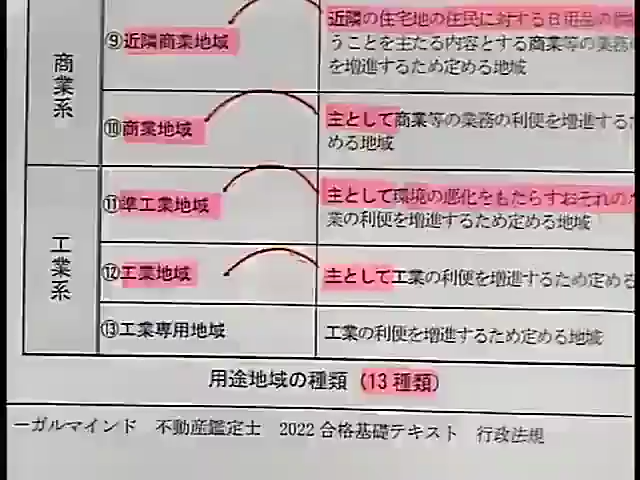 商業系
⑨近隣商業地域
近隣の住宅地の住民に対する日用品の
うことを主たる内容とする商業等の業務
を増進するため定める地域
⑩商業地域
主として商業等の業務の利便を増進する
める地域
工業系
⑪準工業地域
主として環境の悪化をもたらすおそれの
業の利便を増進するため定める地域
⑫工業地域
主として工業の利便を増進するため定める
⑬工業専用地域
工業の利便を増進するため定める地域
用途地域の種類(13種類)
ーガルマインド 不動産鑑定士 2022合格基礎テキスト 行政法規